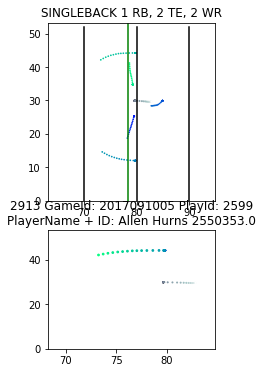 SINGLEBACK 1 RB, 2 TE, 2 WR
50
40
30
20
10
0
70 80 90
2913 GameId: 2017091005 PlayId: 2599
PlayerName + ID: Allen Hurns 2550353.0
40
20
0
70 75 80